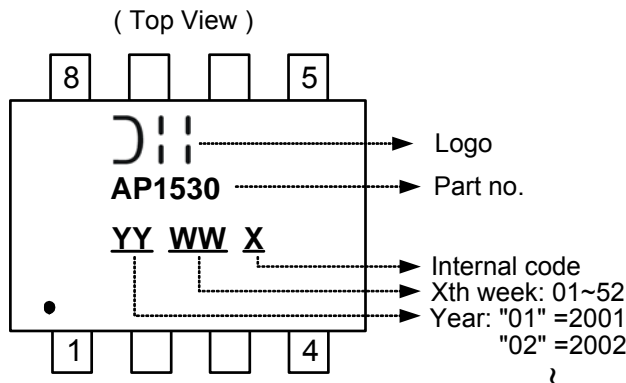 ( Top View )
8 5
Logo
AP1530 Part no.
YY WW X
Internal code
Xth week: 01~52
Year: "01" =2001
"02" =2002
~
1 4